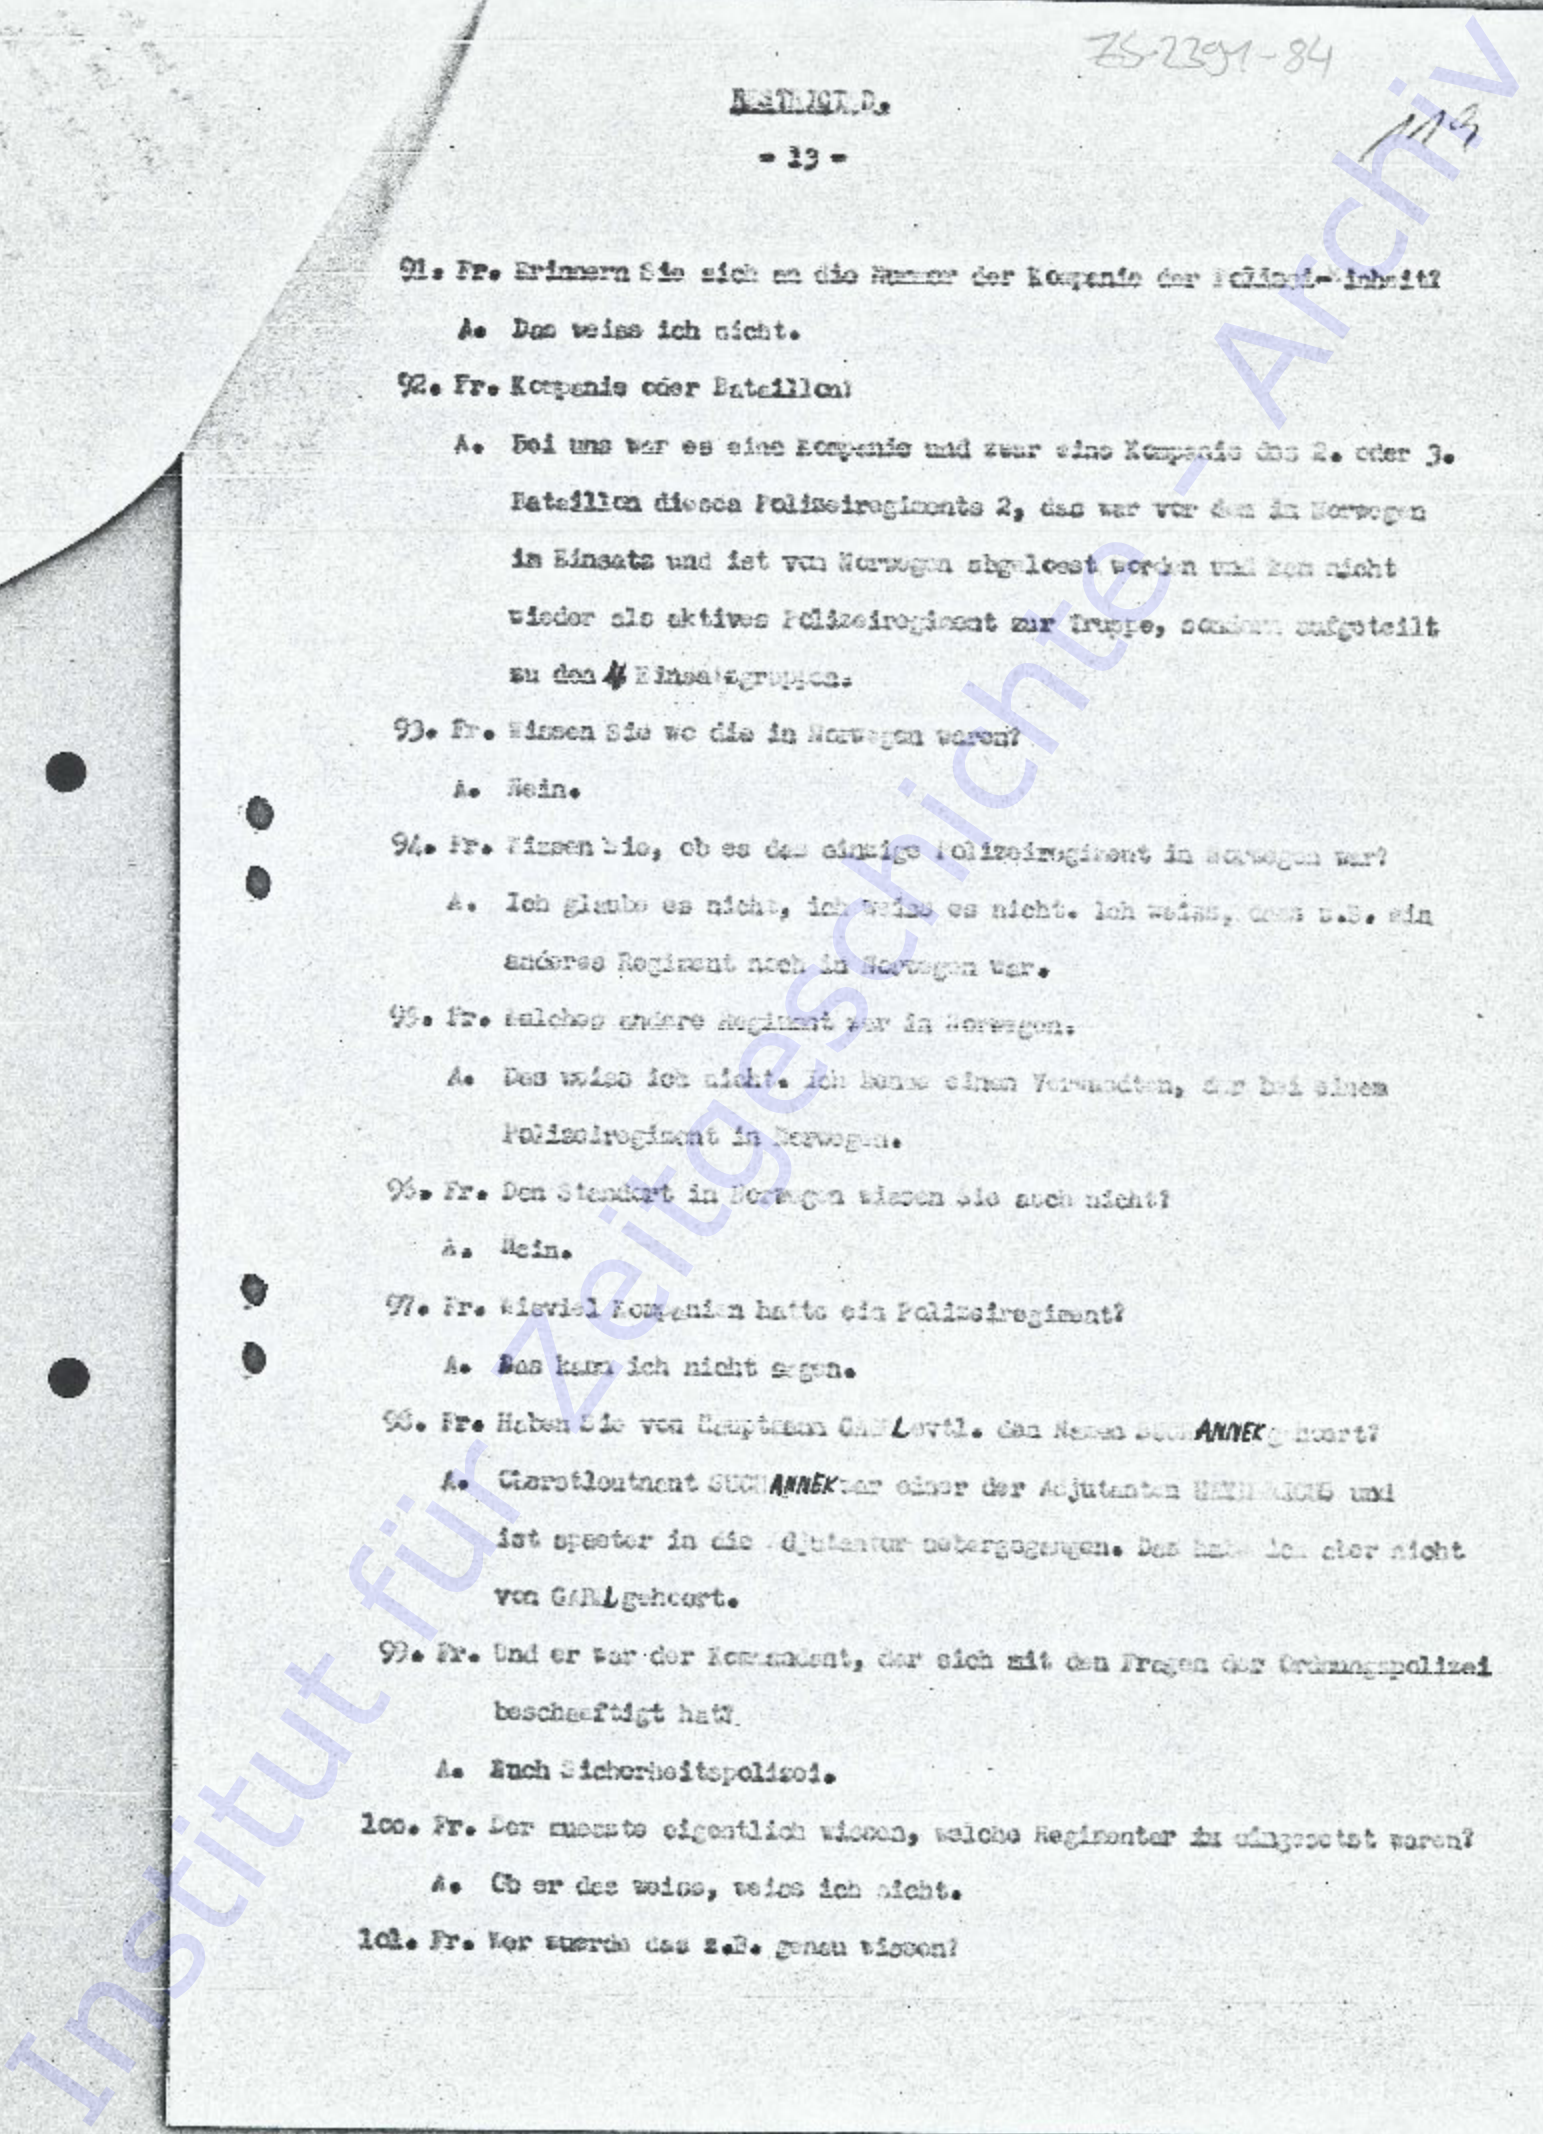 ZS-2391-84
RESTRICTED.
119
- 13 -
91. Fr. Erinnern Sie sich an die Nummer der Kompanie der Polizei-Einheit?
A. Das weiss ich nicht.
92. Fr. Kompanie oder Bataillon?
A. Bei uns war es eine Kompanie und zwar eine Kompanie des 2. oder 3.
Bataillon dieses Polizeiregiments 2, das war vor dem in Norwegen
im Einsatz und ist von Norwegen abgeloest worden und kam nicht
wieder als aktives Polizeiregiment zur Truppe, sondern aufgeteilt
zu den 4 Einsatzgruppen.
93. Fr. Wissen Sie wo die in Norwegen waren?
A. Nein.
94. Fr. Wissen Sie, ob es das einzige Polizeiregiment in Norwegen war?
A. Ich glaube es nicht, ich weiss es nicht. Ich weiss, dass z.B. ein
anderes Regiment noch in Norwegen war.
95. Fr. Welches andere Regiment war in Norwegen.
A. Das weiss ich nicht. Ich kenne einen Verwandten, der bei einem
Polizeiregiment in Norwegen.
96. Fr. Den Standort in Norwegen wissen Sie auch nicht?
A. Nein.
97. Fr. Wieviel Kompanien hatte ein Polizeiregiment?
A. Das kann ich nicht sagen.
98. Fr. Haben Sie von Hauptmann evtl. den Namen SUCHANNEK gehoert?
A. Oberstleutnant SUCHANNEK war einer der Adjutanten und
ist spaeter in die Adjutantur uebergegangen. Das habe ich aber nicht
von gehoert.
99. Fr. Und er war der Kommandant, der sich mit den Fragen der Ordnungspolizei
beschaeftigt hat?
A. Auch Sicherheitspolizei.
100. Fr. Der muesste eigentlich wissen, welche Regimenter eingesetzt waren?
A. Ob er das weiss, weiss ich nicht.
101. Fr. Wer wuerde das z.B. genau wissen?
Institut für Zeitgeschichte - Archiv